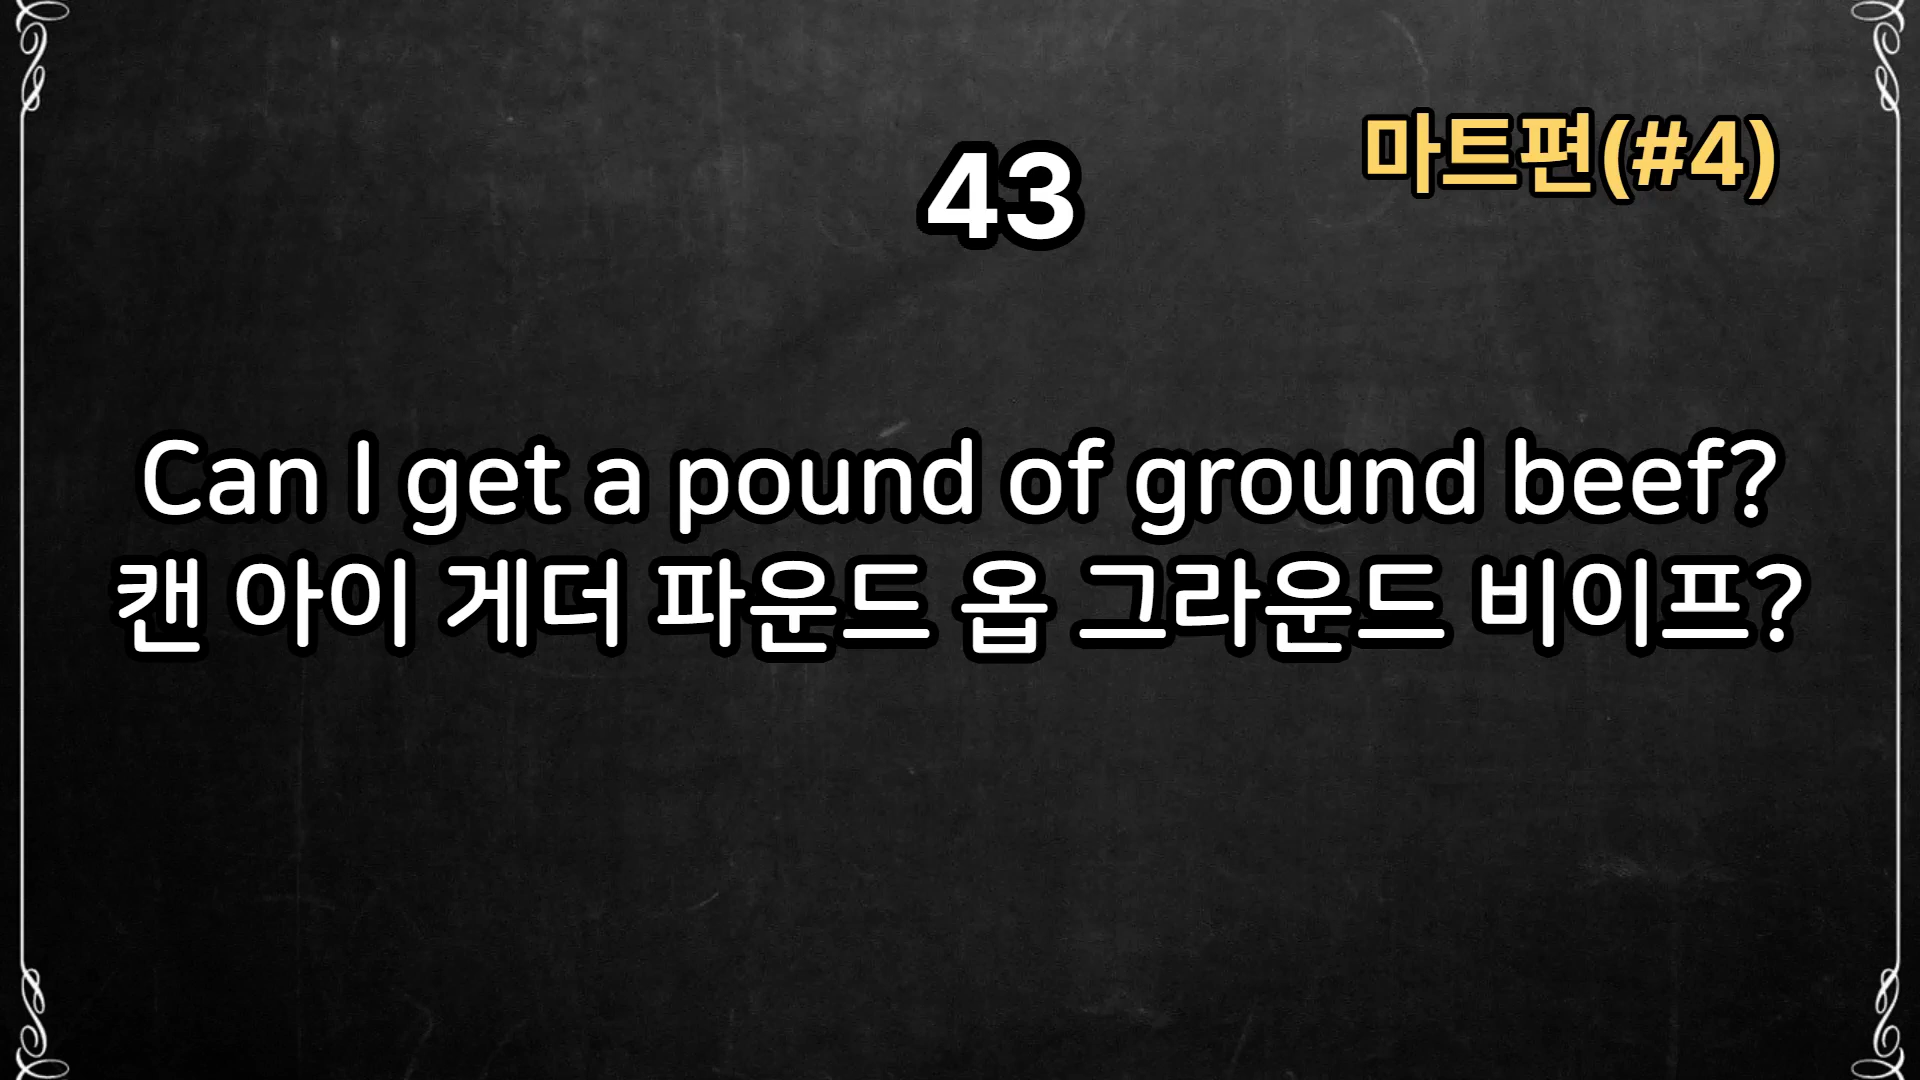 마트편(#4)
43
Can I get a pound of ground beef?
캔 아이 게더 파운드 옵 그라운드 비이프?